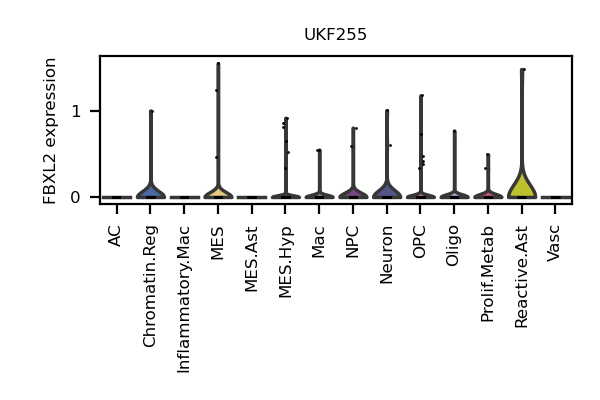 UKF255
FBXL2 expression
1
0
AC
Chromatin.Reg
Inflammatory.Mac
MES
MES.Ast
MES.Hyp
Mac
NPC
Neuron
OPC
Oligo
Prolif.Metab
Reactive.Ast
Vasc